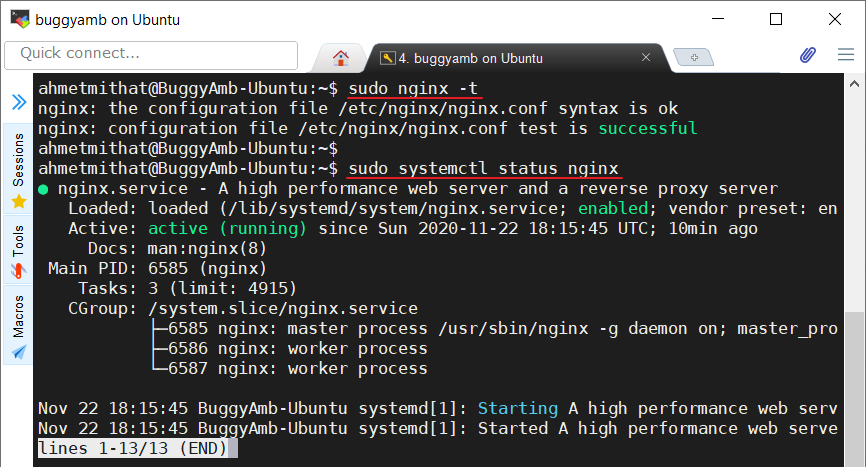 buggyamb on Ubuntu
Quick connect...
4. buggyamb on Ubuntu
Sessions
Tools
Macros
ahmetmithat@BuggyAmb-Ubuntu:~$ sudo nginx -t
nginx: the configuration file /etc/nginx/nginx.conf syntax is ok
nginx: configuration file /etc/nginx/nginx.conf test is successful
ahmetmithat@BuggyAmb-Ubuntu:~$
ahmetmithat@BuggyAmb-Ubuntu:~$ sudo systemctl status nginx
● nginx.service - A high performance web server and a reverse proxy server
   Loaded: loaded (/lib/systemd/system/nginx.service; enabled; vendor preset: en
   Active: active (running) since Sun 2020-11-22 18:15:45 UTC; 10min ago
     Docs: man:nginx(8)
 Main PID: 6585 (nginx)
    Tasks: 3 (limit: 4915)
   CGroup: /system.slice/nginx.service
           ├─6585 nginx: master process /usr/sbin/nginx -g daemon on; master_pro
           ├─6586 nginx: worker process
           └─6587 nginx: worker process
Nov 22 18:15:45 BuggyAmb-Ubuntu systemd[1]: Starting A high performance web serv
Nov 22 18:15:45 BuggyAmb-Ubuntu systemd[1]: Started A high performance web serve
lines 1-13/13 (END)